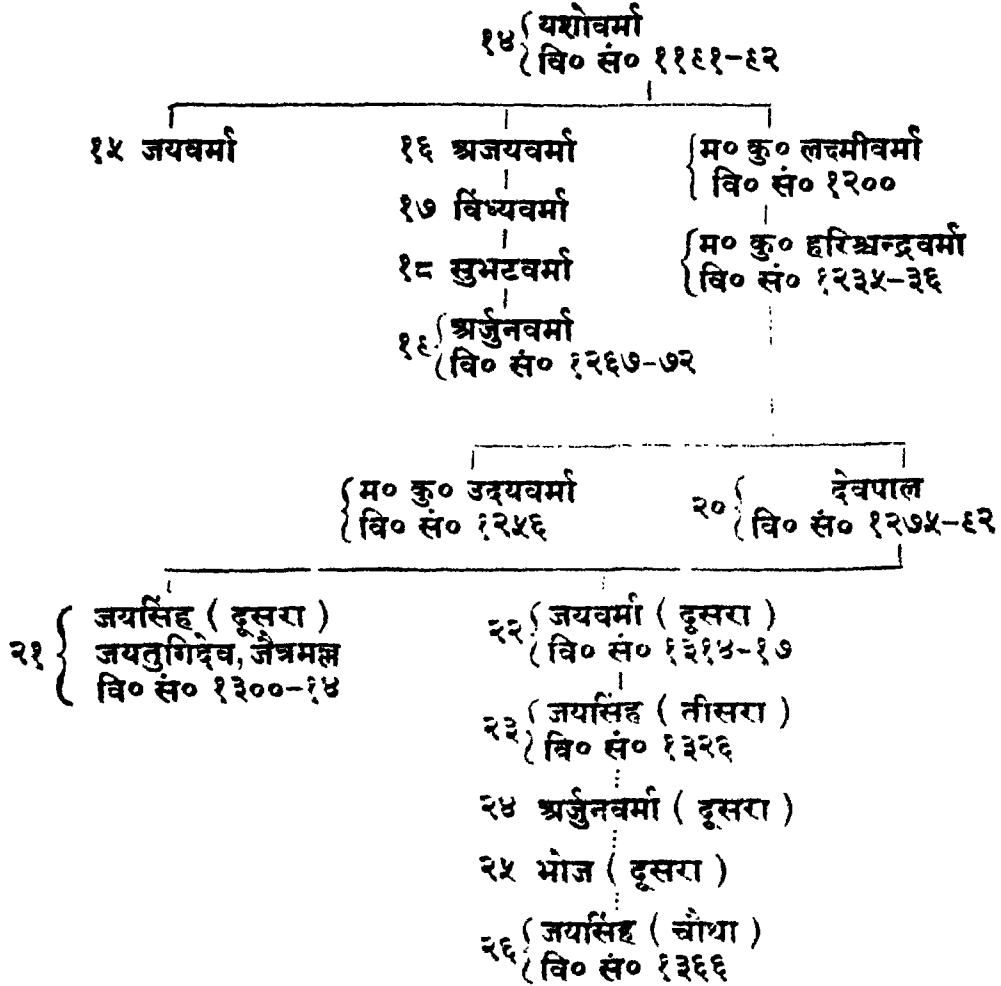 १४ यशोवर्मा
वि० सं० ११९१-९२
१५ जयवर्मा
१६ अजयवर्मा
म० कु० लक्ष्मीवर्मा
वि० सं० १२००
१७ विंध्यवर्मा
१८ सुभटवर्मा
म० कु० हरिश्चन्द्रवर्मा
वि० सं० १२३५-३६
१९ अर्जुनवर्मा
वि० सं० १२६७-७२
म० कु० उदयवर्मा
वि० सं० १२५६
२० देवपाल
वि० सं० १२७५-९२
२१ जयसिंह ( दूसरा )
जयतुगिदेव, जैत्रमल्ल
वि० सं० १३००-१४
२२ जयवर्मा ( दूसरा )
वि० सं० १३१४-१७
२३ जयसिंह ( तीसरा )
वि० सं० १३२६
२४ अर्जुनवर्मा ( दूसरा )
२५ भोज ( दूसरा )
२६ जयसिंह ( चौथा )
वि० सं० १३६६